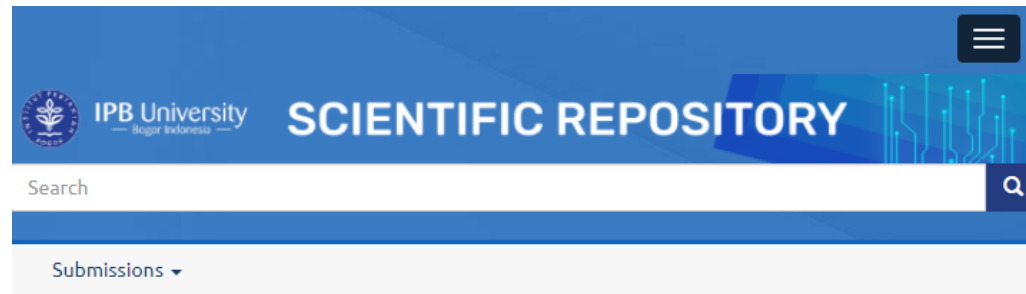 IPB University
Bogor Indonesia
SCIENTIFIC REPOSITORY
Search
Submissions